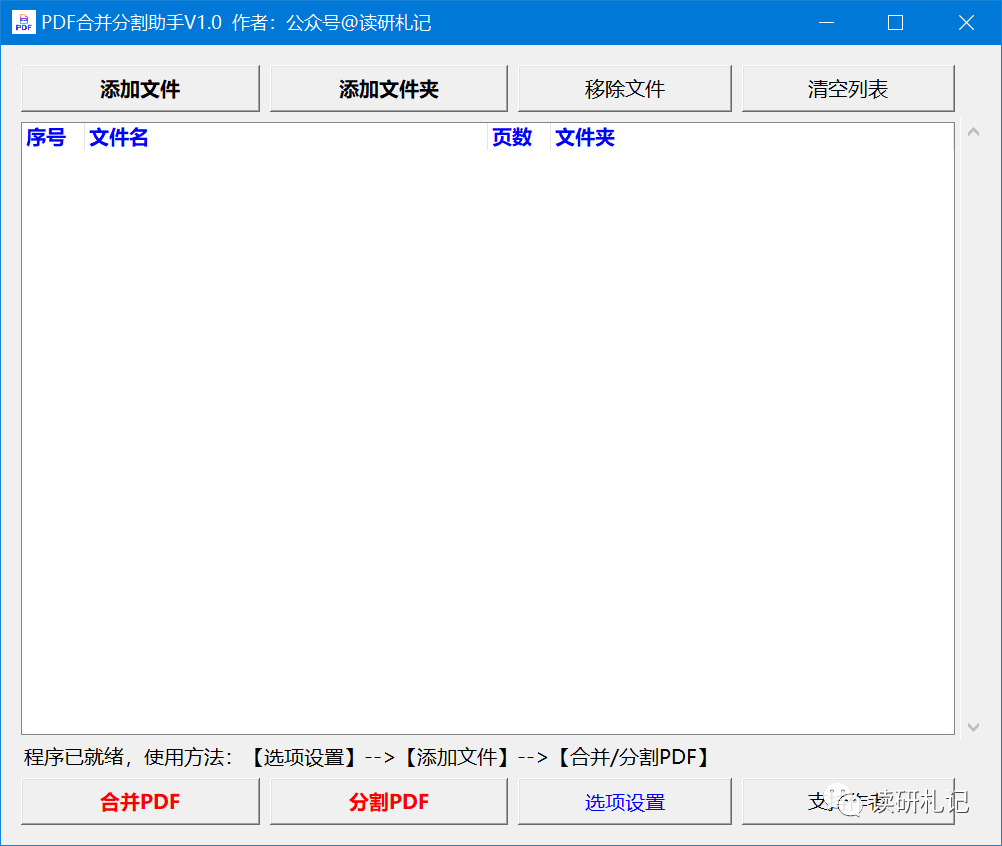 PDF合并分割助手V1.0 作者：公众号@读研札记
添加文件 添加文件夹 移除文件 清空列表
序号 文件名 页数 文件夹
程序已就绪，使用方法：【选项设置】-->【添加文件】-->【合并/分割PDF】
合并PDF 分割PDF 选项设置 支 作者
读研札记